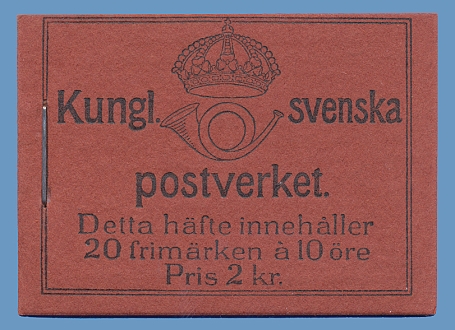 Kungl. svenska
postverket.
Detta häfte innehåller
20 frimärken à 10 öre
Pris 2 kr.